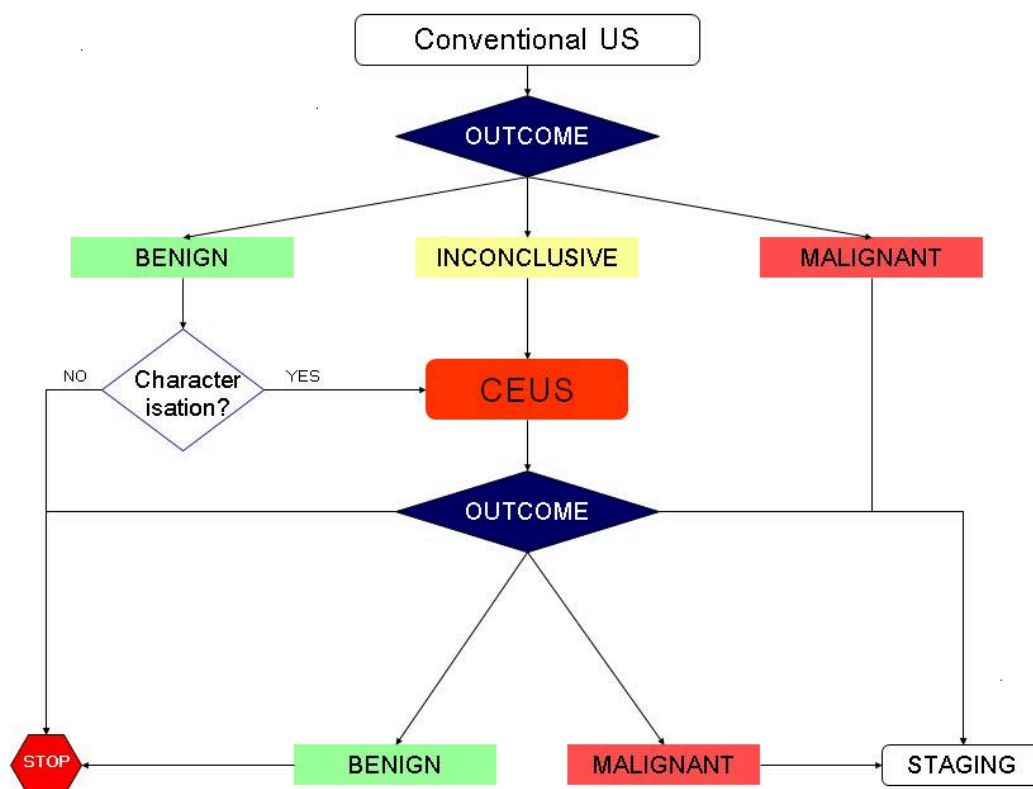 Conventional US
OUTCOME
BENIGN
INCONCLUSIVE
MALIGNANT
NO
Character
isation?
YES
CEUS
OUTCOME
STOP
BENIGN
MALIGNANT
STAGING